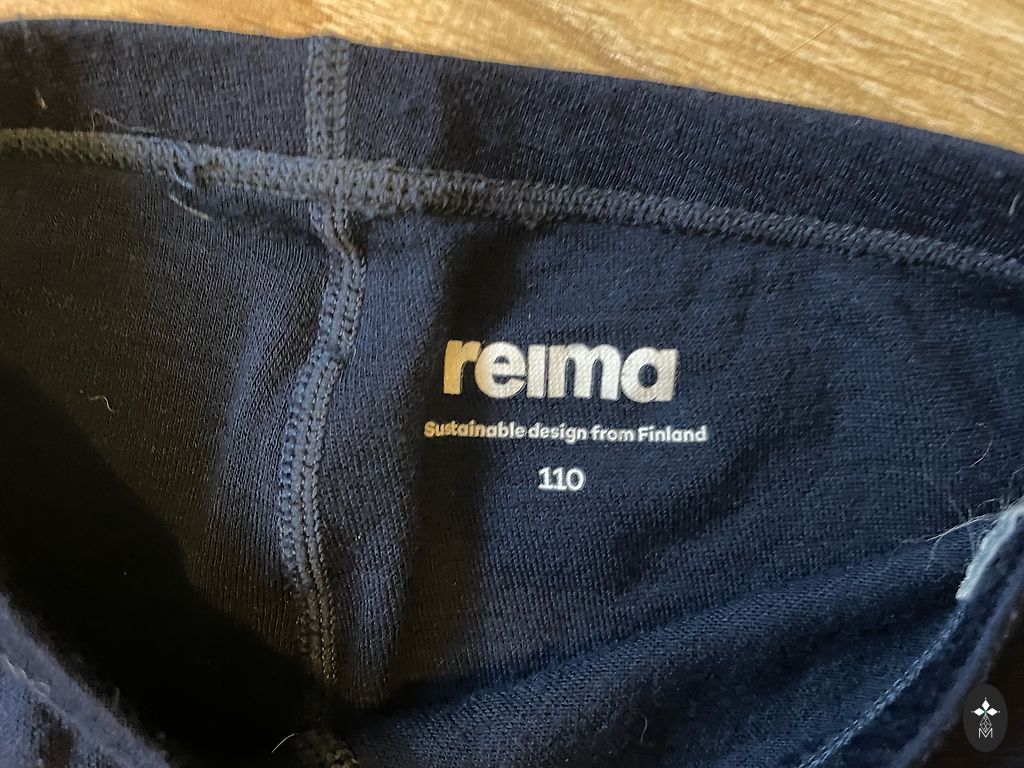 reima
Sustainable design from Finland
110